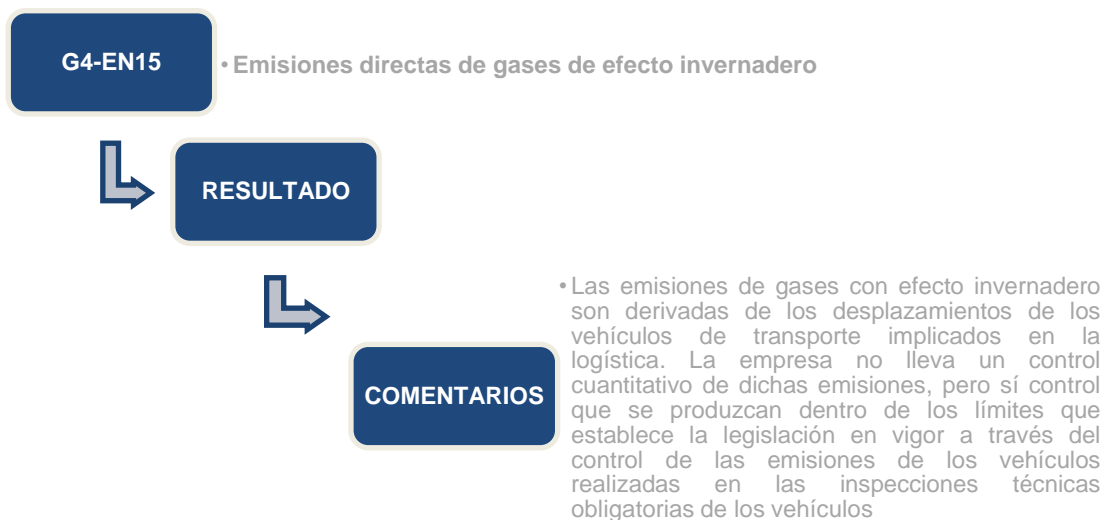 G4-EN15
• Emisiones directas de gases de efecto invernadero
RESULTADO
COMENTARIOS
• Las emisiones de gases con efecto invernadero
son derivadas de los desplazamientos de los
vehículos de transporte implicados en la
logística. La empresa no lleva un control
cuantitativo de dichas emisiones, pero sí control
que se produzcan dentro de los límites que
establece la legislación en vigor a través del
control de las emisiones de los vehículos
realizadas en las inspecciones técnicas
obligatorias de los vehículos